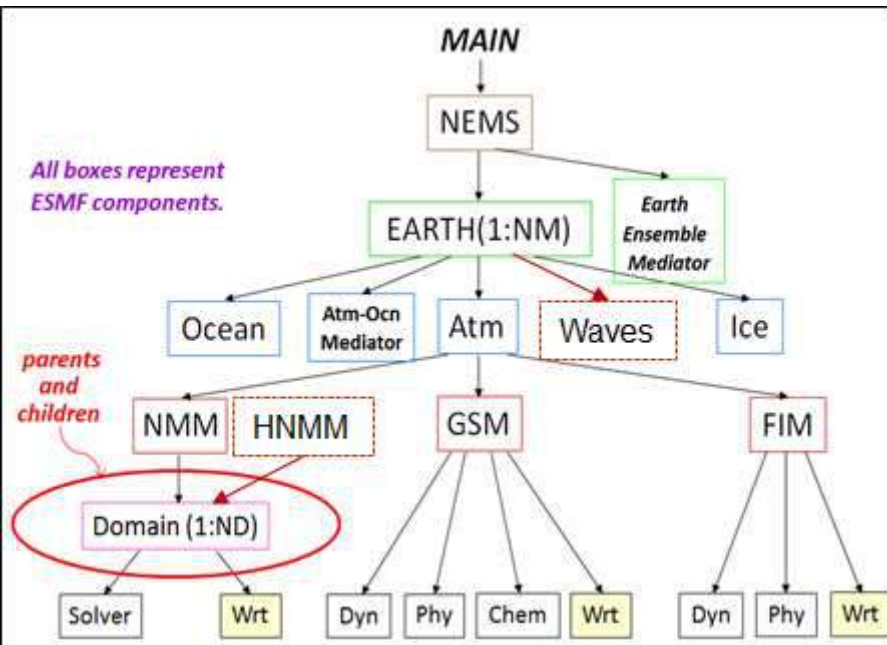 MAIN
NEMS
All boxes represent
ESMF components.
Earth
Ensemble
Mediator
EARTH(1:NM)
Ocean
Atm-Ocn
Mediator
Atm
Waves
Ice
parents
and
children
NMM
HNMM
GSM
FIM
Domain (1:ND)
Solver
Wrt
Dyn
Phy
Chem
Wrt
Dyn
Phy
Wrt